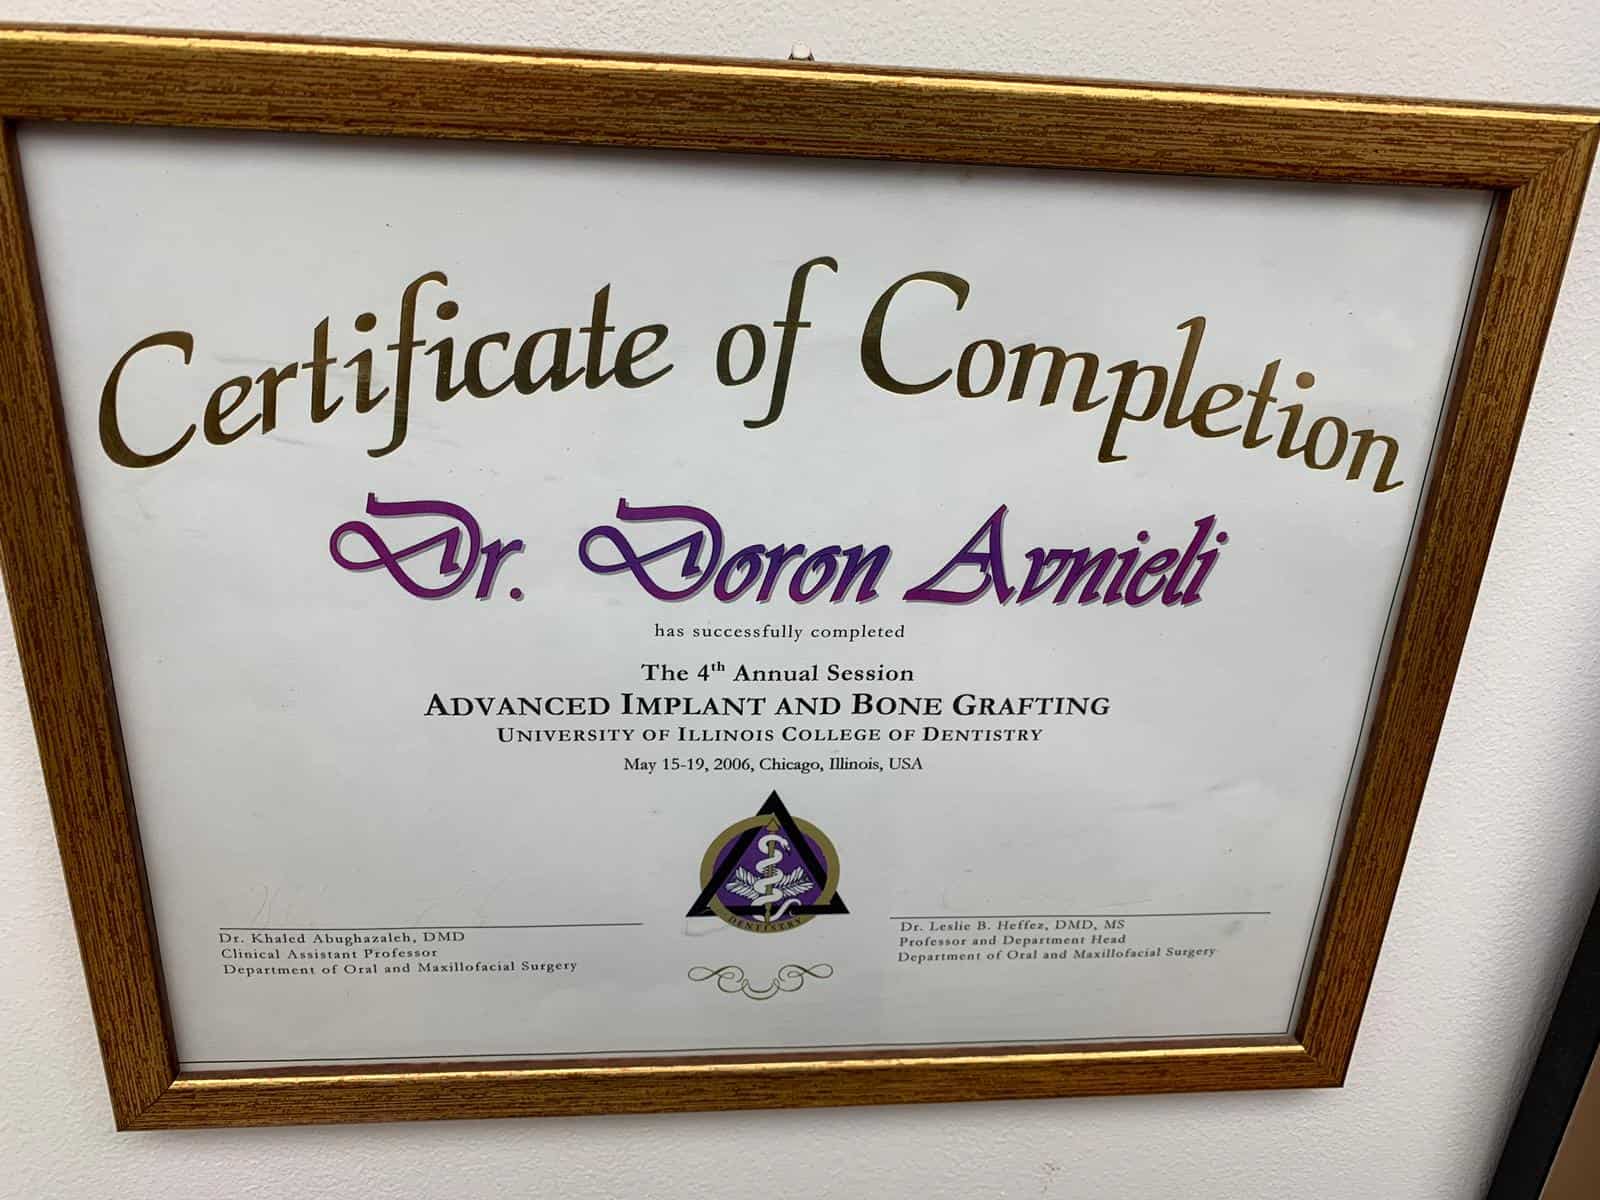 Certificate of Completion
Dr. Doron Avnieli
has successfully completed
The 4th Annual Session
ADVANCED IMPLANT AND BONE GRAFTING
UNIVERSITY OF ILLINOIS COLLEGE OF DENTISTRY
May 15-19, 2006, Chicago, Illinois, USA
DENTISTRY
Dr. Khaled Abughazaleh, DMD
Clinical Assistant Professor
Department of Oral and Maxillofacial Surgery
Dr. Leslie B. Heffez, DMD, MS
Professor and Department Head
Department of Oral and Maxillofacial Surgery